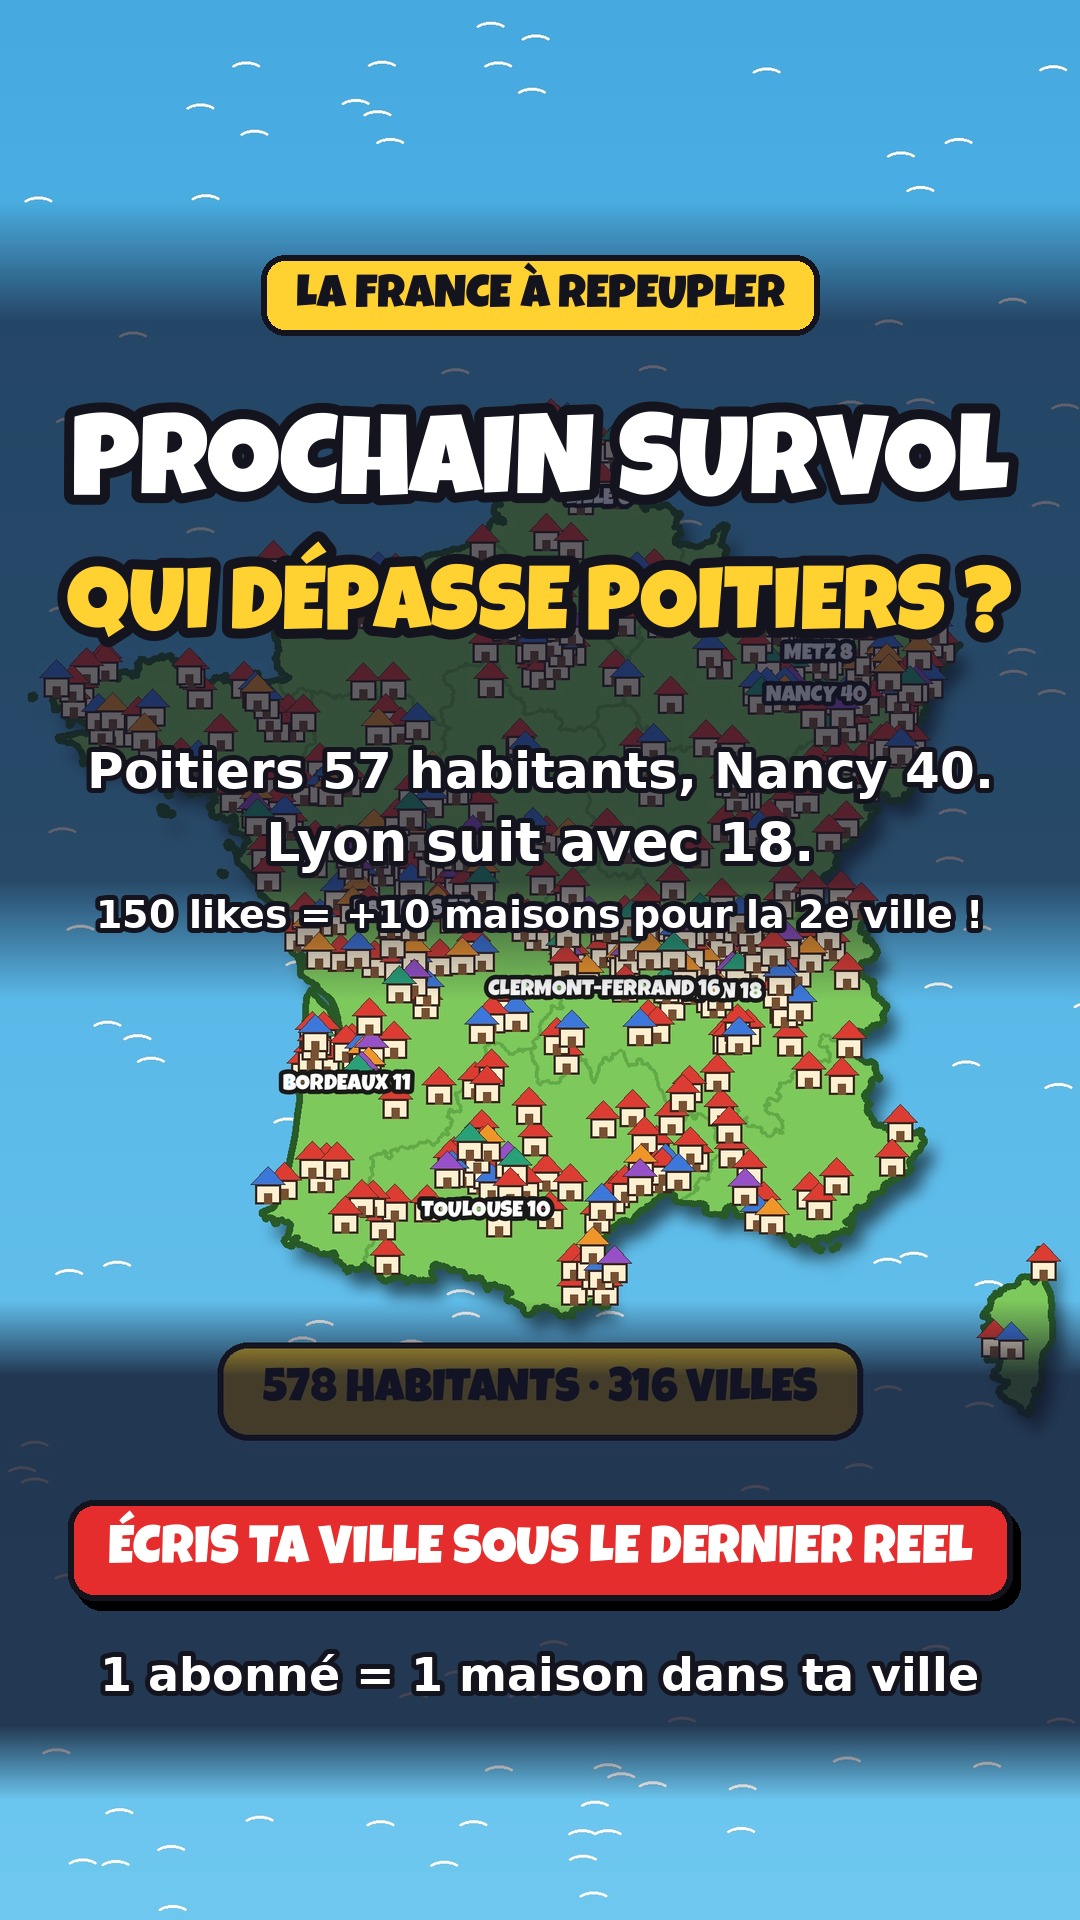 LA FRANCE À REPEUPLER
PROCHAIN SURVOL
QUI DÉPASSE POITIERS ?
METZ 8
NANCY 40
Poitiers 57 habitants, Nancy 40.
Lyon suit avec 18.
150 likes = +10 maisons pour la 2e ville !
CLERMONT-FERRAND 16
N 18
BORDEAUX 11
TOULOUSE 10
578 HABITANTS · 316 VILLES
ÉCRIS TA VILLE SOUS LE DERNIER REEL
1 abonné = 1 maison dans ta ville